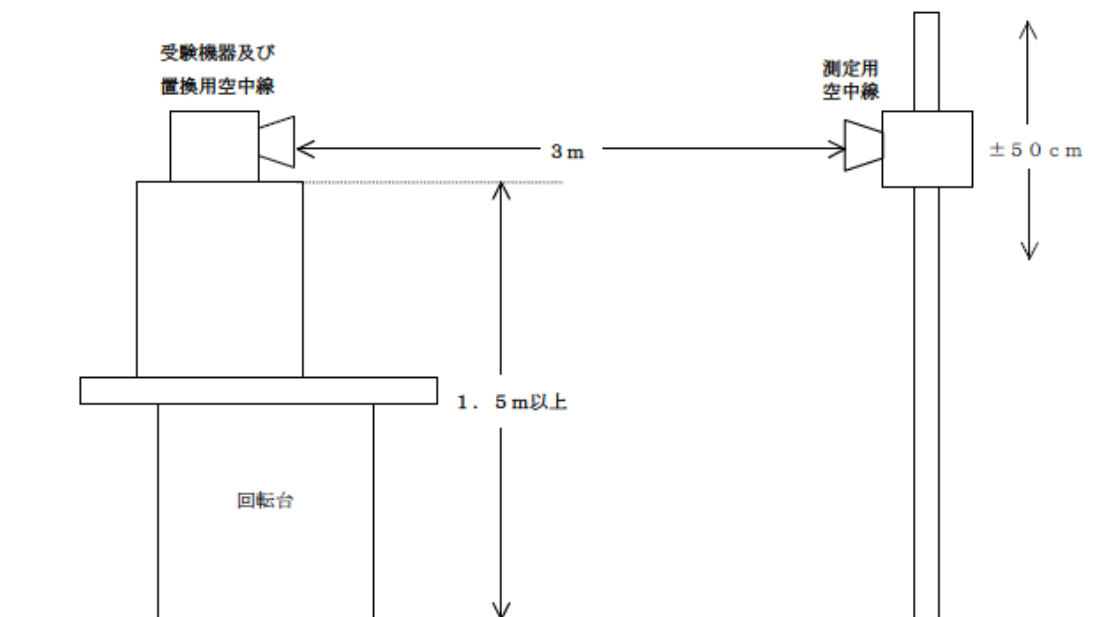 受験機器及び
置換用空中線
測定用
空中線
３ｍ
±５０ｃｍ
１．５ｍ以上
回転台